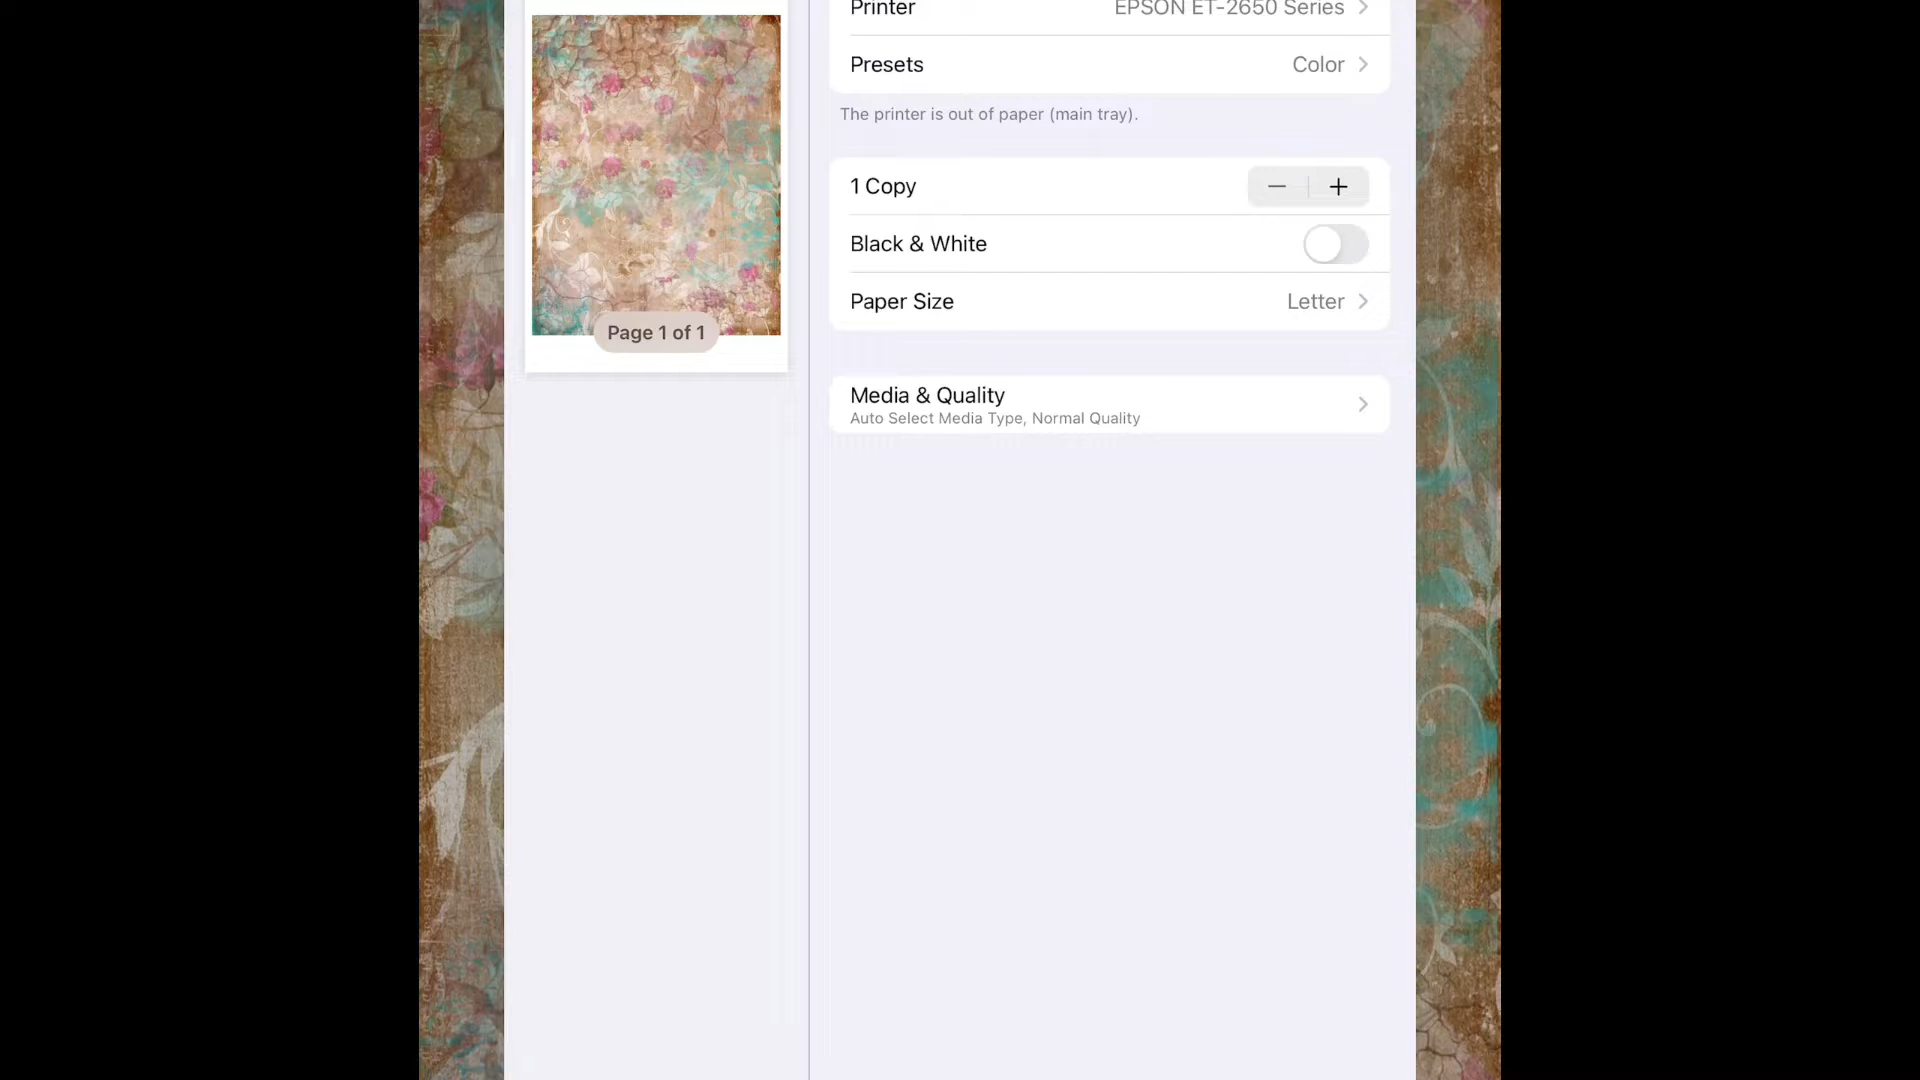 Printer
EPSON ET-2650 Series
Presets
Color
The printer is out of paper (main tray).
1 Copy
Black & White
Paper Size
Letter
Page 1 of 1
Media & Quality
Auto Select Media Type, Normal Quality